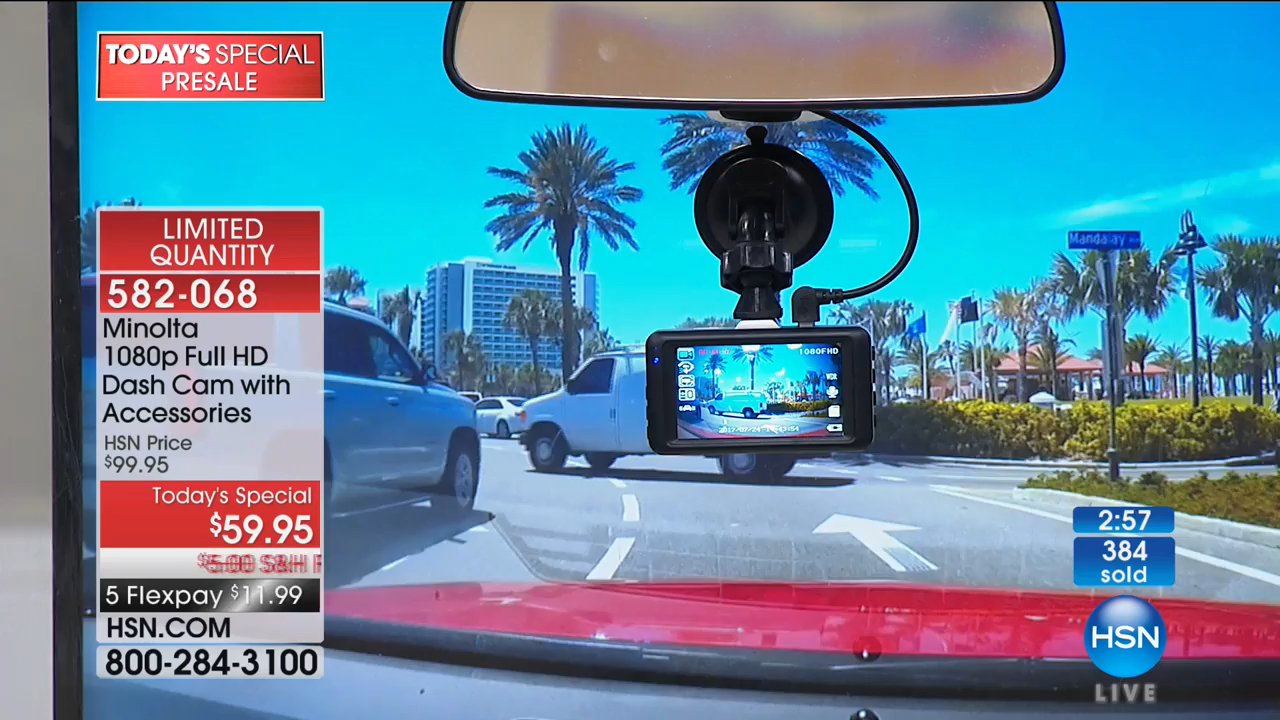 TODAY'S SPECIAL
PRESALE
LIMITED
QUANTITY
582-068
Minolta
1080p Full HD
Dash Cam with
Accessories
HSN Price
$99.95
Today's Special
$59.95
$5.00 S&H
5 Flexpay $11.99
HSN.COM
800-284-3100
Mandalay
1080FHD
2:57
384
sold
HSN
LIVE